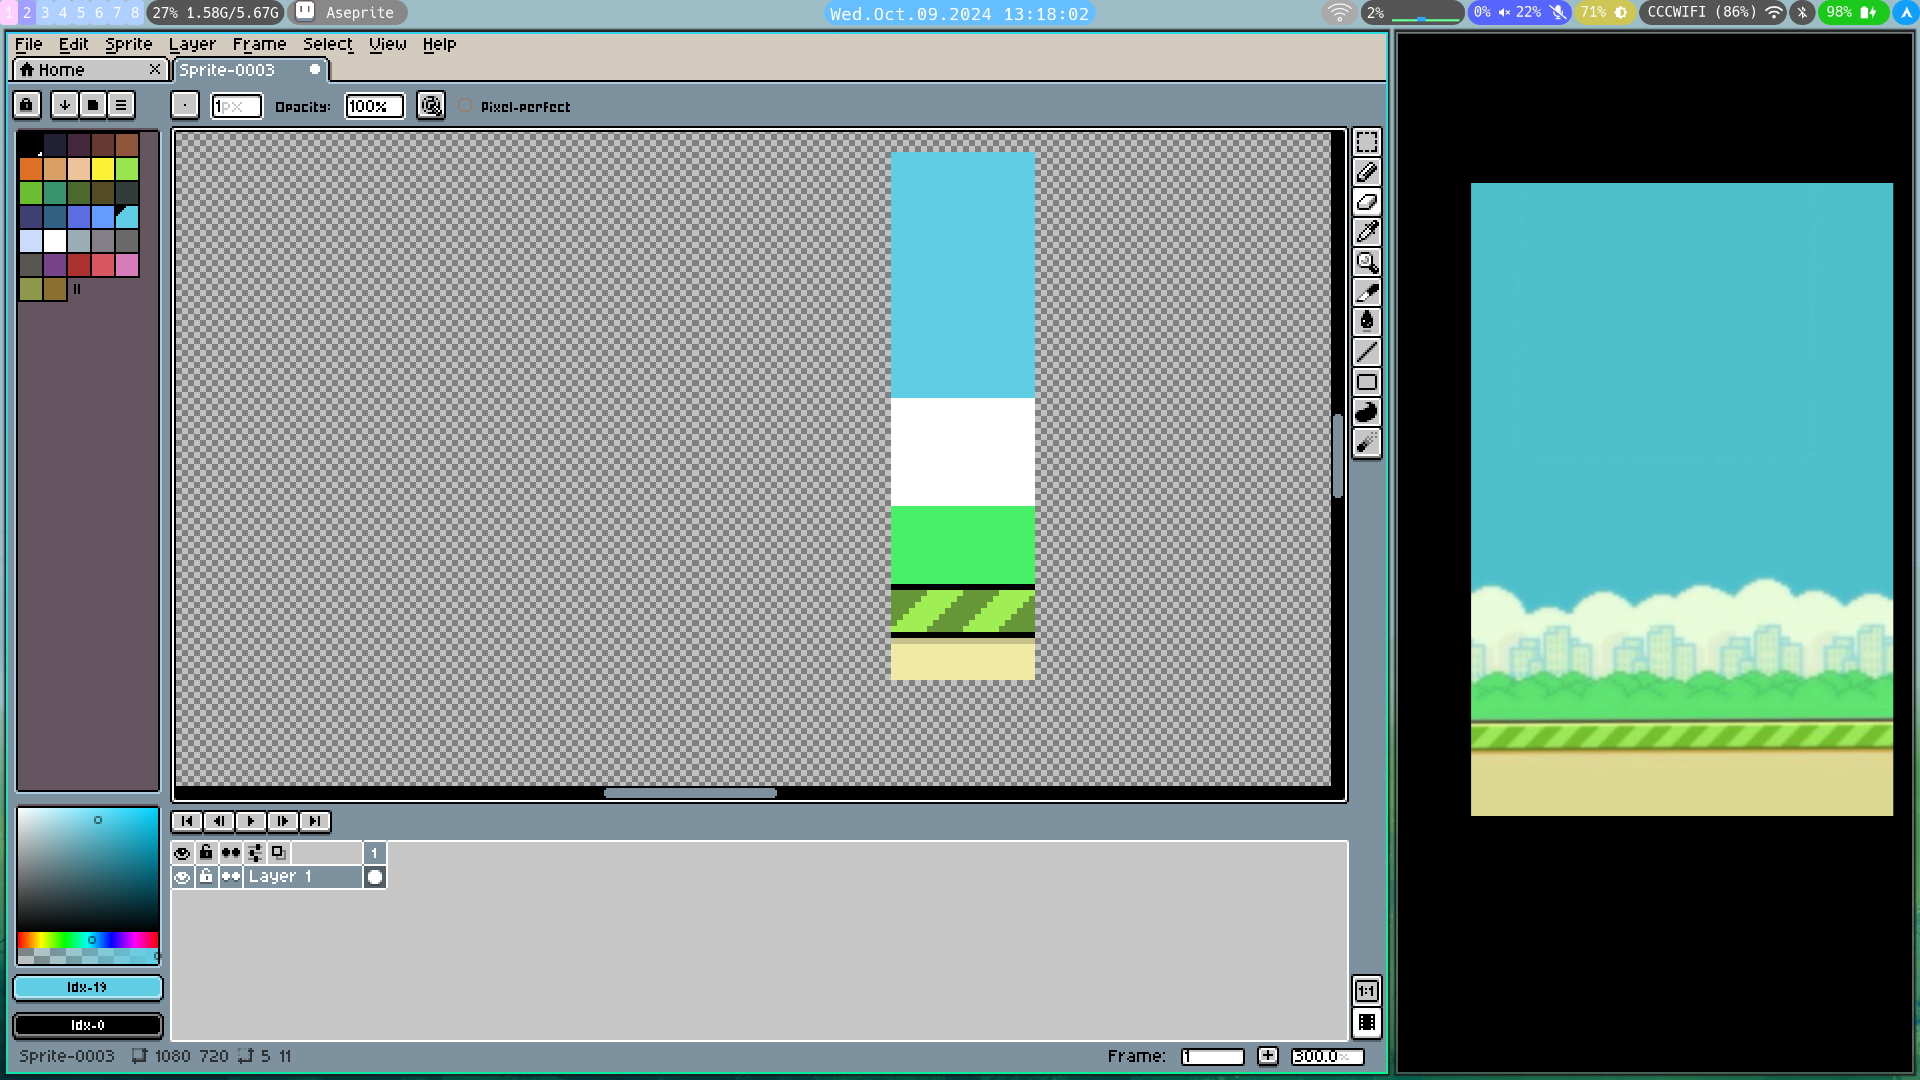 1 2 3 4 5 6 7 8 27% 1.58G/5.67G Aseprite Wed.Oct.09.2024 13:18:02 2% 0% 22% 71% CCCWIFI (86%) 98%
File Edit Sprite Layer Frame Select View Help
Home Sprite-0003
1px Opacity: 100% Pixel-perfect
1
Layer 1
Idx-19
1:1
Idx-0
Sprite-0003 1080 720 5 11 Frame: 1 + 300.0%